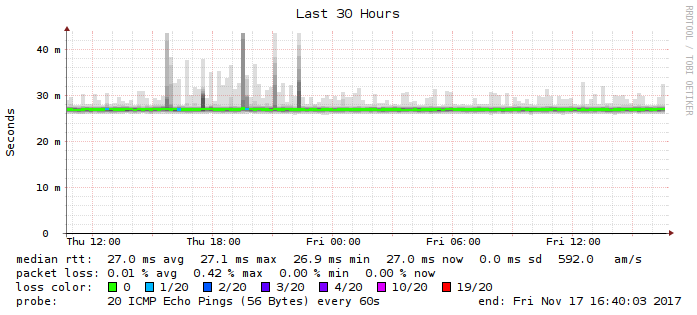 Last 30 Hours
RRDTOOL / TOBI OETIKER
Seconds
40 m
30 m
20 m
10 m
0
Thu 12:00 Thu 18:00 Fri 00:00 Fri 06:00 Fri 12:00
median rtt: 27.0 ms avg 27.1 ms max 26.9 ms min 27.0 ms now 0.0 ms sd 592.0 am/s
packet loss: 0.01 % avg 0.42 % max 0.00 % min 0.00 % now
loss color: 0 1/20 2/20 3/20 4/20 10/20 19/20
probe: 20 ICMP Echo Pings (56 Bytes) every 60s end: Fri Nov 17 16:40:03 2017